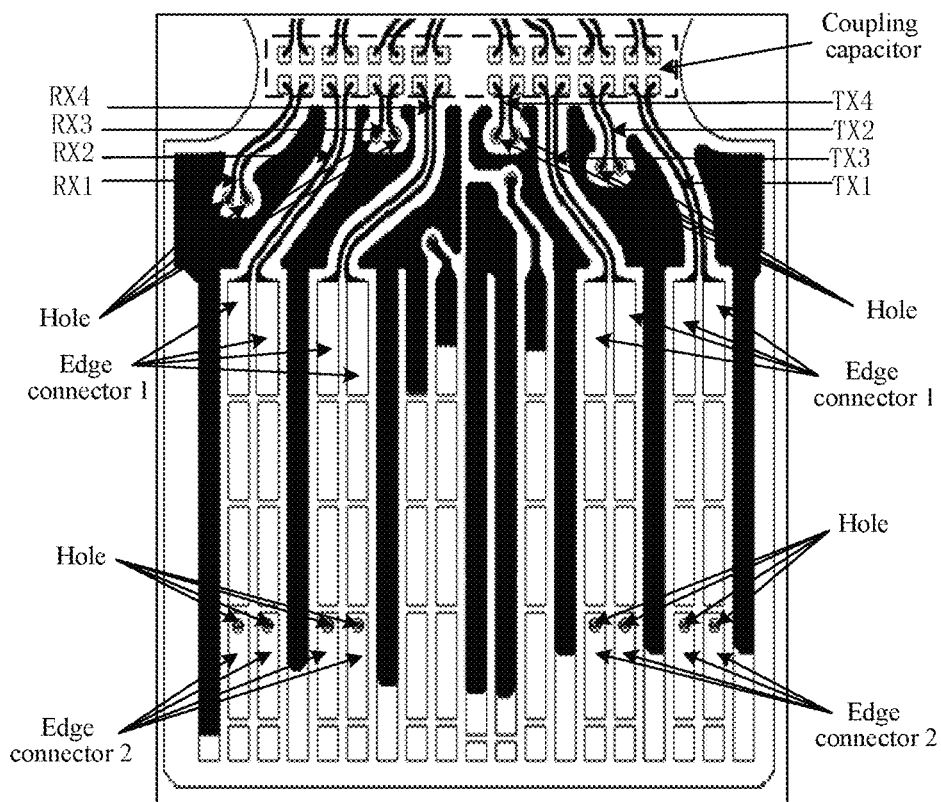 Coupling
capacitor
RX4
RX3
RX2
RX1
TX4
TX2
TX3
TX1
Hole
Edge
connector 1
Hole
Edge
connector 1
Hole
Edge
connector 2
Hole
Edge
connector 2